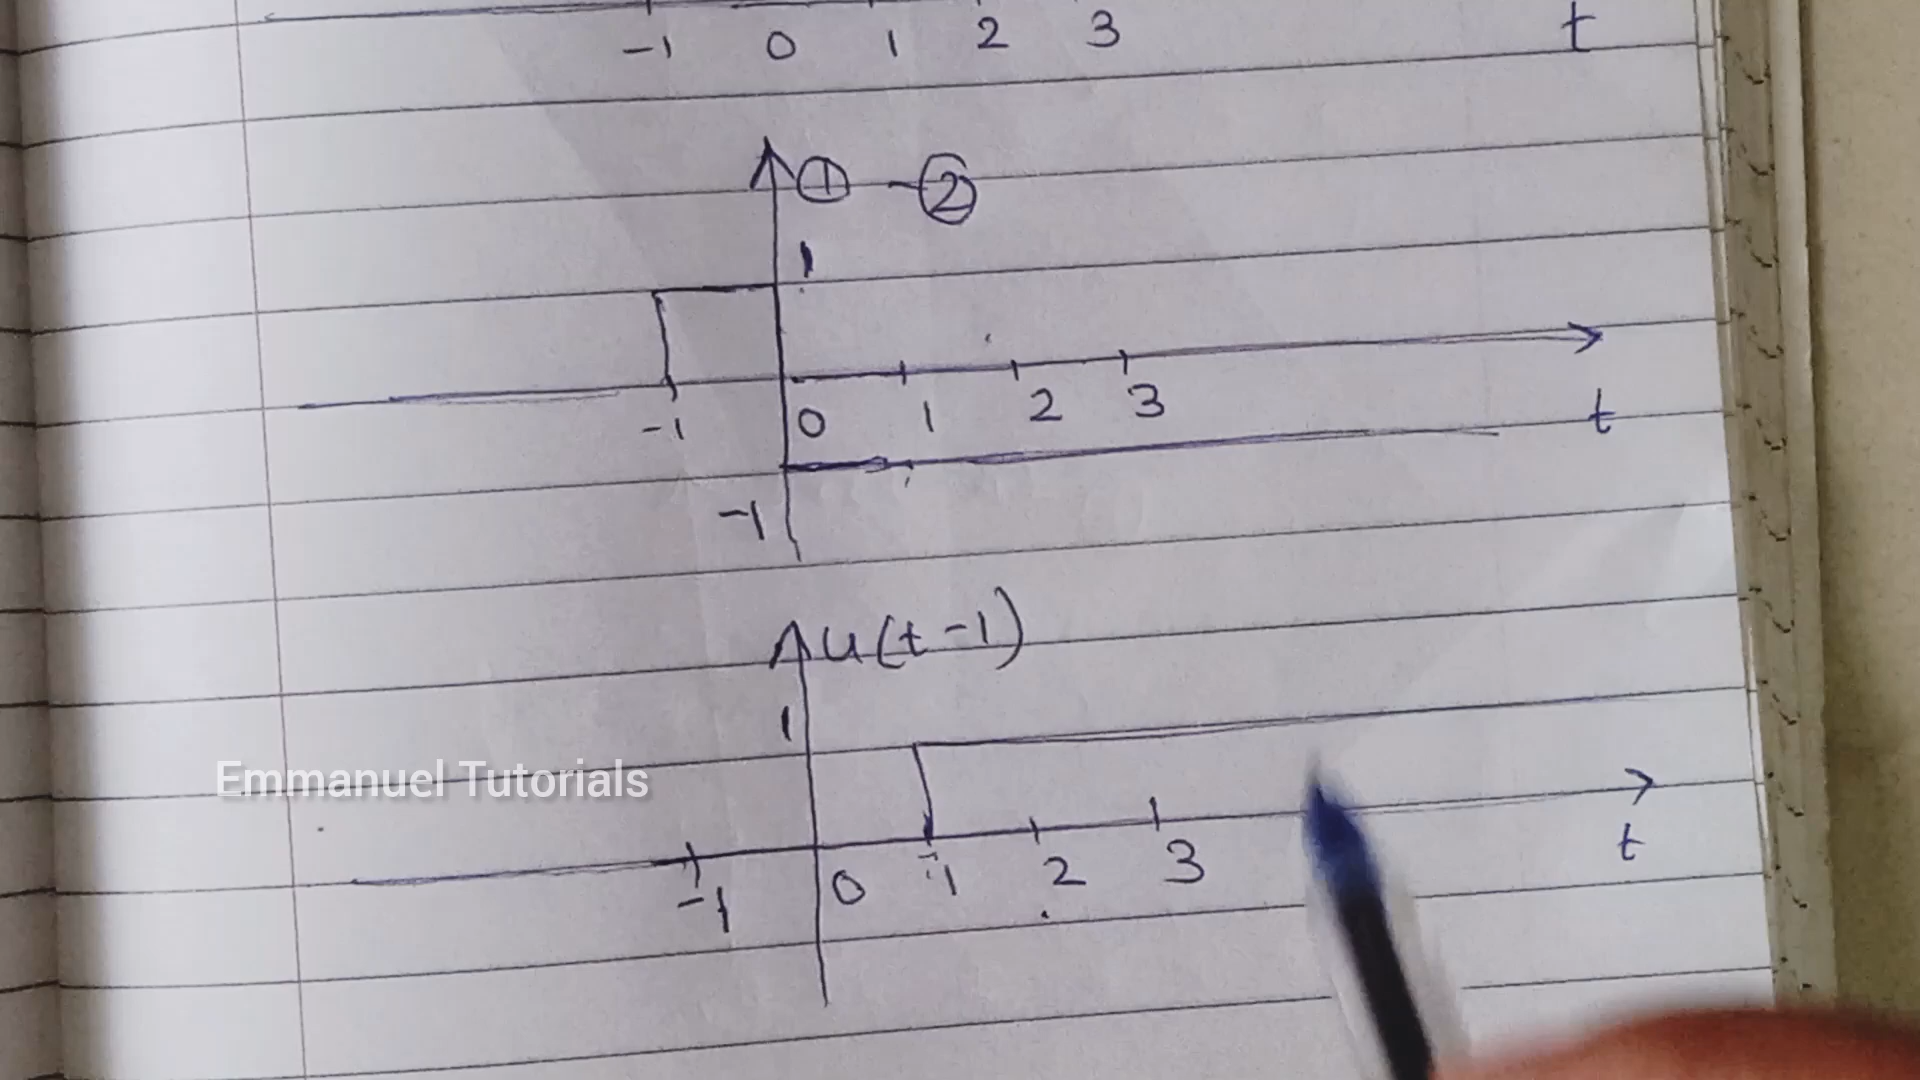 -1 0 1 2 3 t
① - ②
1
-1 0 1 2 3 t
-1
u(t-1)
1
Emmanuel Tutorials
-1 0 1 2 3 t